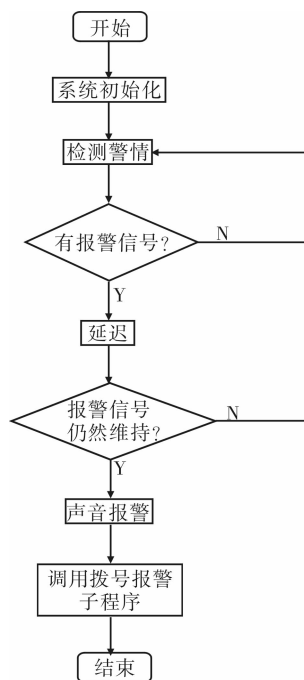 开始
系统初始化
检测警情
有报警信号?
N
Y
延迟
报警信号
仍然维持?
N
Y
声音报警
调用拨号报警
子程序
结束